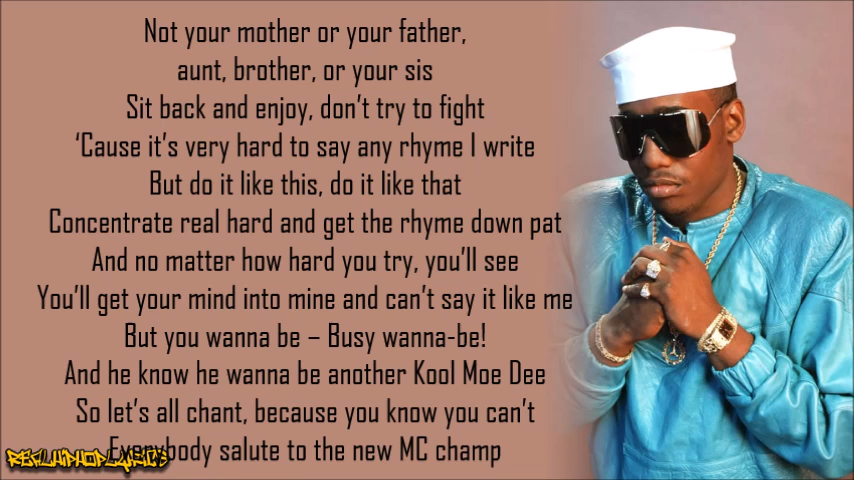 Not your mother or your father,
aunt, brother, or your sis
Sit back and enjoy, don't try to fight
'Cause it's very hard to say any rhyme I write
But do it like this, do it like that
Concentrate real hard and get the rhyme down pat
And no matter how hard you try, you'll see
You'll get your mind into mine and can't say it like me
But you wanna be – Busy wanna-be!
And he know he wanna be another Kool Moe Dee
So let's all chant, because you know you can't
Everybody salute to the new MC champ
REALHIPHOPLYRICS